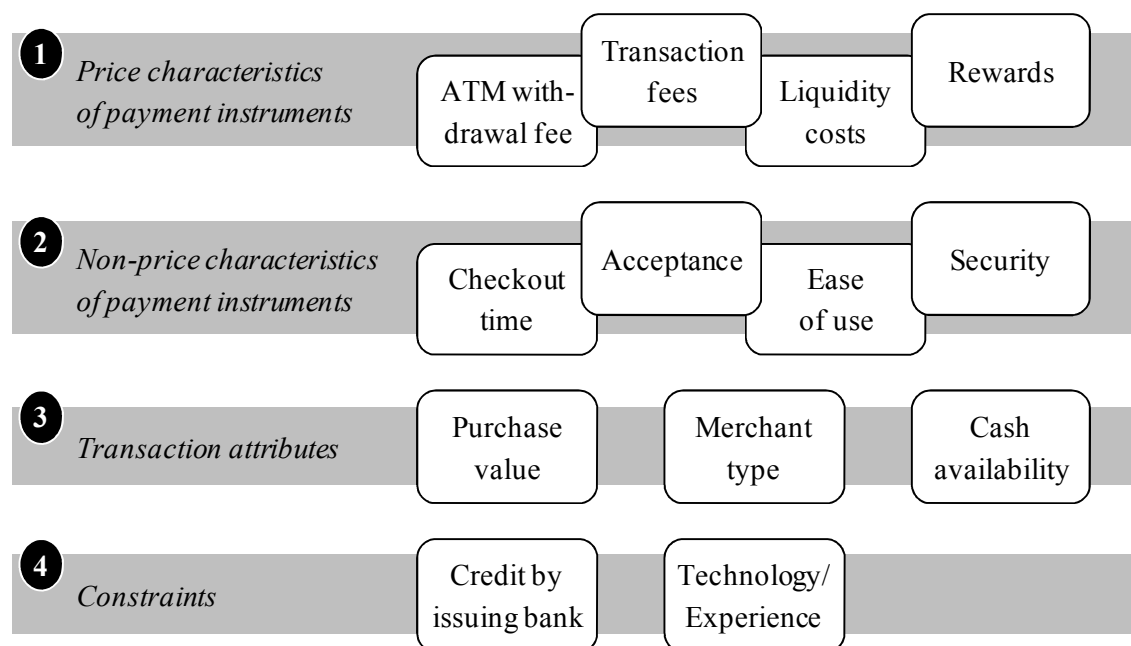 1
Price characteristics
of payment instruments
ATM with-
drawal fee
Transaction
fees
Liquidity
costs
Rewards
2
Non-price characteristics
of payment instruments
Checkout
time
Acceptance
Ease
of use
Security
3
Transaction attributes
Purchase
value
Merchant
type
Cash
availability
4
Constraints
Credit by
issuing bank
Technology/
Experience